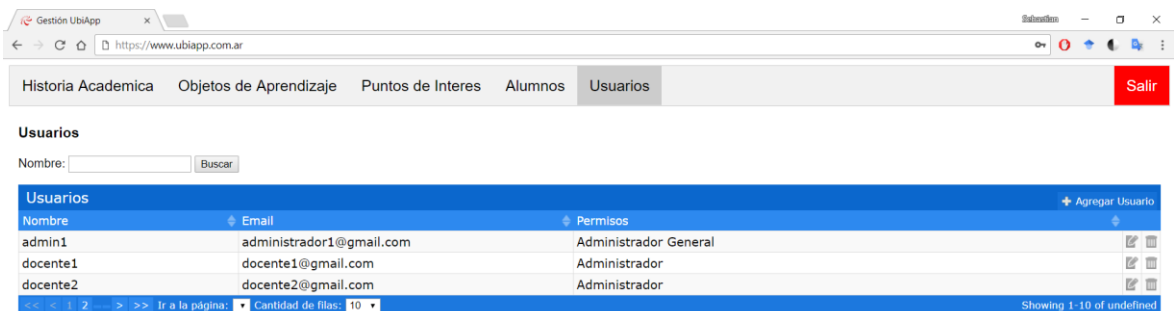 Gestión UbiApp
Sebastian
https://www.ubiapp.com.ar
Historia Academica Objetos de Aprendizaje Puntos de Interes Alumnos Usuarios Salir
Usuarios
Nombre: Buscar
Usuarios + Agregar Usuario
Nombre Email Permisos
admin1 administrador1@gmail.com Administrador General
docente1 docente1@gmail.com Administrador
docente2 docente2@gmail.com Administrador
<< < 1 2 -- -- > >> Ir a la página: Cantidad de filas: 10 Showing 1-10 of undefined